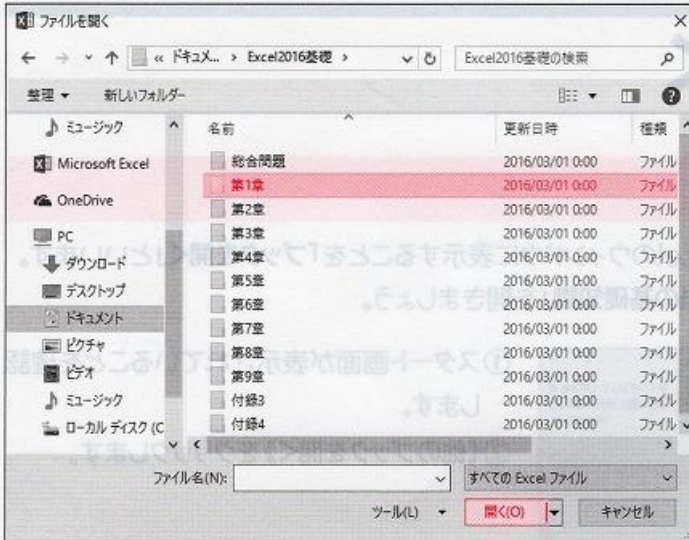 ファイルを開く
« ドキュメ... › Excel2016基礎 ›
Excel2016基礎の検索
整理 新しいフォルダー
ミュージック
Microsoft Excel
OneDrive
PC
ダウンロード
デスクトップ
ドキュメント
ピクチャ
ビデオ
ミュージック
ローカル ディスク (C
名前 更新日時 種類
総合問題 2016/03/01 0:00 ファイル
第1章 2016/03/01 0:00 ファイル
第2章 2016/03/01 0:00 ファイル
第3章 2016/03/01 0:00 ファイル
第4章 2016/03/01 0:00 ファイル
第5章 2016/03/01 0:00 ファイル
第6章 2016/03/01 0:00 ファイル
第7章 2016/03/01 0:00 ファイル
第8章 2016/03/01 0:00 ファイル
第9章 2016/03/01 0:00 ファイル
付録3 2016/03/01 0:00 ファイル
付録4 2016/03/01 0:00 ファイル
ファイル名(N): すべての Excel ファイル
ツール(L) 開く(O) キャンセル